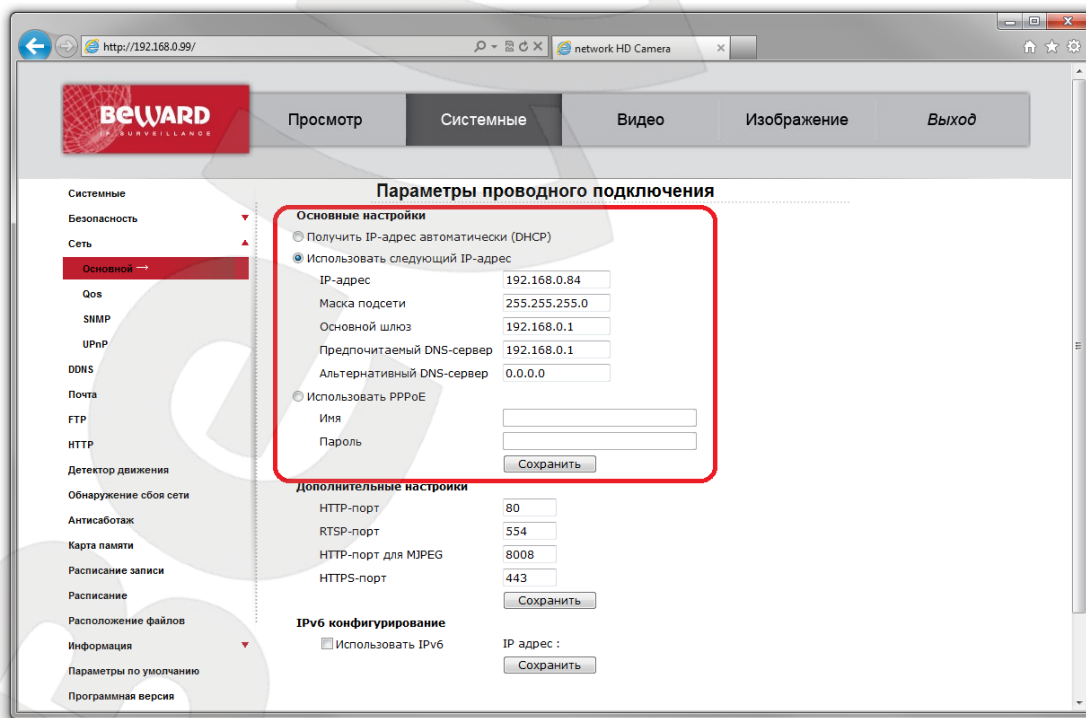 http://192.168.0.99/
network HD Camera
BEWARD
IP SURVEILLANCE
Просмотр Системные Видео Изображение Выход
Параметры проводного подключения
Системные
Безопасность
Сеть
Основной →
Qos
SNMP
UPnP
DDNS
Почта
FTP
HTTP
Детектор движения
Обнаружение сбоя сети
Антисаботаж
Карта памяти
Расписание записи
Расписание
Расположение файлов
Информация
Параметры по умолчанию
Программная версия
Основные настройки
Получить IP-адрес автоматически (DHCP)
Использовать следующий IP-адрес
IP-адрес 192.168.0.84
Маска подсети 255.255.255.0
Основной шлюз 192.168.0.1
Предпочитаемый DNS-сервер 192.168.0.1
Альтернативный DNS-сервер 0.0.0.0
Использовать PPPoE
Имя
Пароль
Сохранить
Дополнительные настройки
HTTP-порт 80
RTSP-порт 554
HTTP-порт для MJPEG 8008
HTTPS-порт 443
Сохранить
IPv6 конфигурирование
Использовать IPv6 IP адрес :
Сохранить